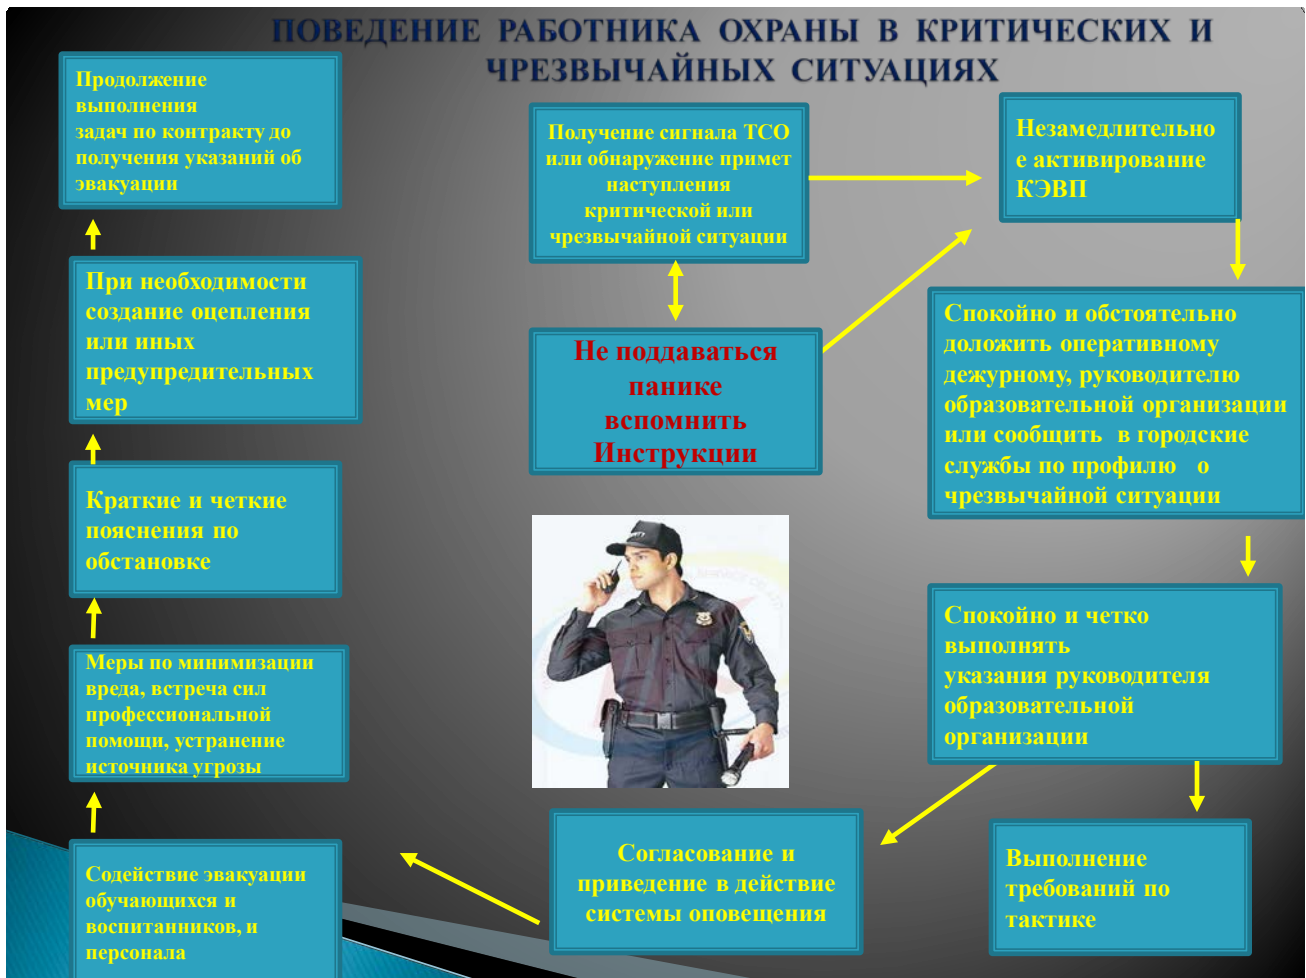 ПОВЕДЕНИЕ РАБОТНИКА ОХРАНЫ В КРИТИЧЕСКИХ И
ЧРЕЗВЫЧАЙНЫХ СИТУАЦИЯХ
Получение сигнала ТСО
или обнаружение примет
наступления
критической или
чрезвычайной ситуации
Не поддаваться
панике
вспомнить
Инструкции
Незамедлительно
е активирование
КЭВП
Спокойно и обстоятельно
доложить оперативному
дежурному, руководителю
образовательной организации
или сообщить в городские
службы по профилю о
чрезвычайной ситуации
Спокойно и четко
выполнять
указания руководителя
образовательной
организации
Выполнение
требований по
тактике
Согласование и
приведение в действие
системы оповещения
Содействие эвакуации
обучающихся и
воспитанников, и
персонала
Меры по минимизации
вреда, встреча сил
профессиональной
помощи, устранение
источника угрозы
Краткие и четкие
пояснения по
обстановке
При необходимости
создание оцепления
или иных
предупредительных
мер
Продолжение
выполнения
задач по контракту до
получения указаний об
эвакуации